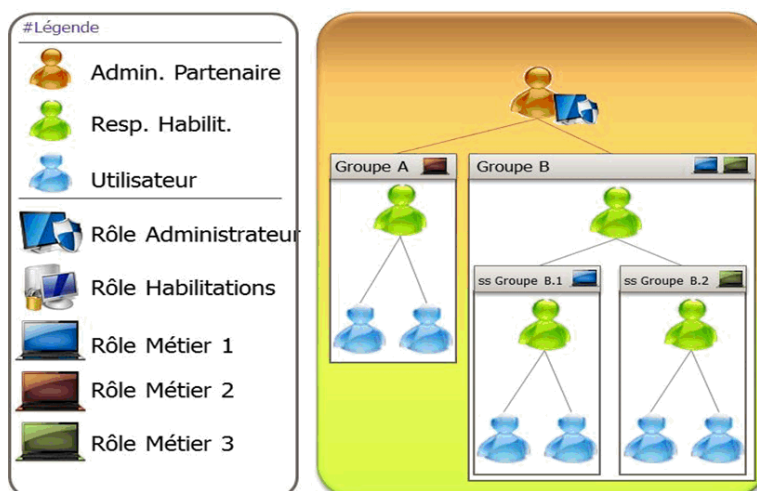 #Légende
Admin. Partenaire
Resp. Habilit.
Utilisateur
Rôle Administrateur
Rôle Habilitations
Rôle Métier 1
Rôle Métier 2
Rôle Métier 3
Groupe A
Groupe B
ss Groupe B.1
ss Groupe B.2